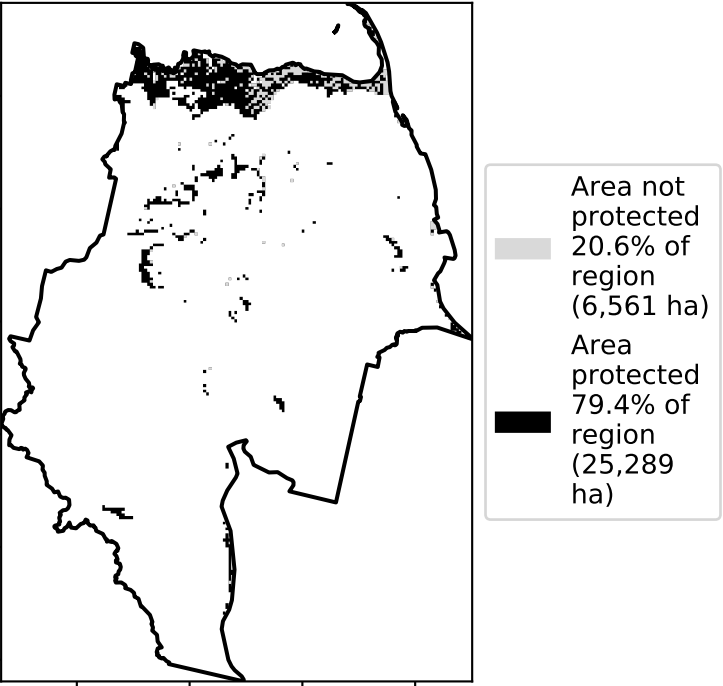 Area not
protected
20.6% of
region
(6,561 ha)
Area
protected
79.4% of
region
(25,289
ha)